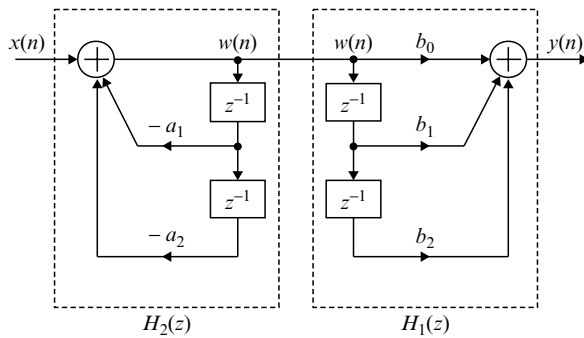 x(n) w(n) w(n) b₀ y(n)
z⁻¹ z⁻¹
− a₁ b₁
z⁻¹ z⁻¹
− a₂ b₂
H₂(z) H₁(z)